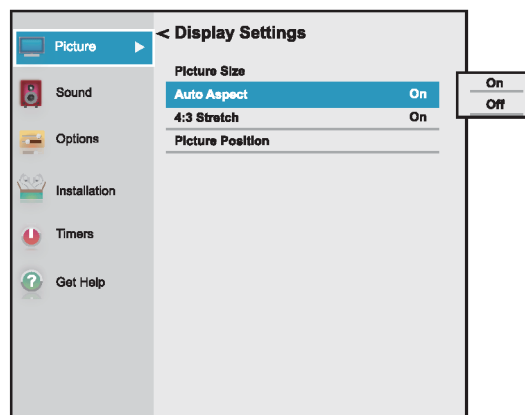 Picture
Sound
Options
Installation
Timers
Get Help
< Display Settings
Picture Size
Auto Aspect On
4:3 Stretch On
Picture Position
On
Off